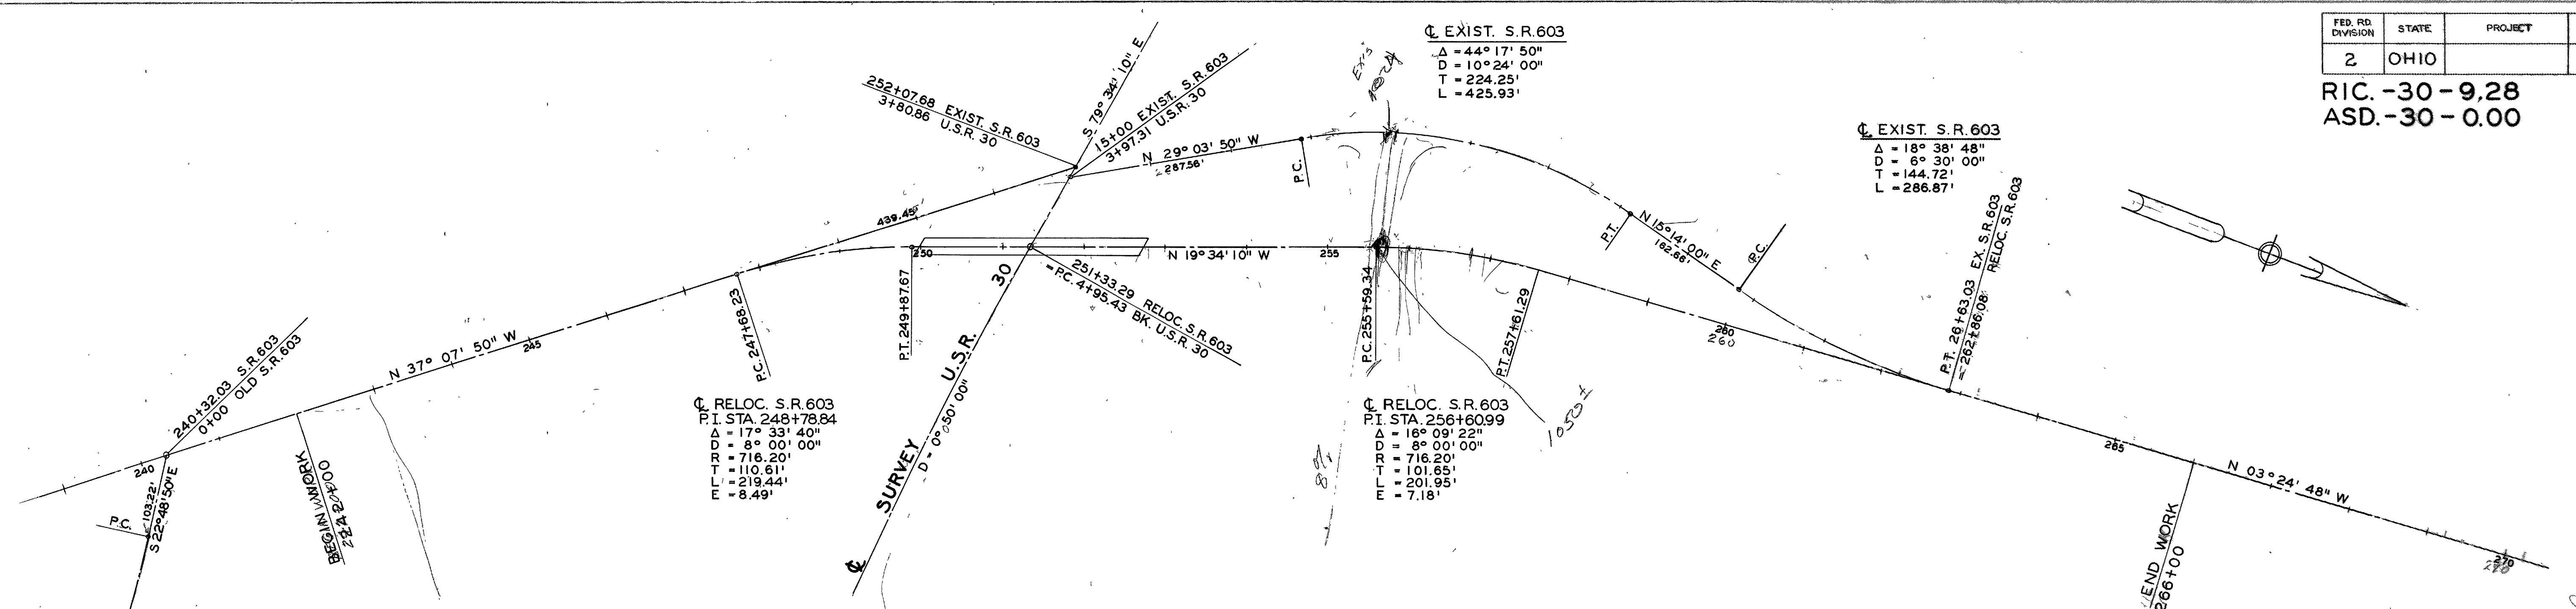 FED. RD. DIVISION
STATE
PROJECT
2
OHIO
RIC. - 30 - 9.28
ASD. - 30 - 0.00
℄ EXIST. S.R. 603
Δ = 44° 17' 50"
D = 10° 24' 00"
T = 224.25'
L = 425.93'
℄ EXIST. S.R. 603
Δ = 18° 38' 48"
D = 6° 30' 00"
T = 144.72'
L = 286.87'
252+07.68 EXIST. S.R. 603
3+80.86 U.S.R. 30
S 79° 34' 10" E
15+00 EXIST. S.R. 603
3+97.31 U.S.R. 30
N 29° 03' 50" W
287.56'
P.C.
P.T.
N 15° 14' 00" E
162.66'
P.C.
P.T. 26+63.03 EX. S.R. 603
= 262+86.08 RELOC. S.R. 603
439.45'
250
N 19° 34' 10" W
255
251+33.29 RELOC. S.R. 603
= P.C. 4+95.43 BK. U.S.R. 30
P.C. 247+68.23
P.T. 249+87.67
P.C. 255+59.34
P.T. 257+61.29
260
260
240+32.03 S.R. 603
0+00 OLD S.R. 603
N 37° 07' 50" W
245
240
103.22'
S 22° 48' 50" E
P.C.
BEGIN WORK
℄ SURVEY U.S.R. 30
D = 0° 50' 00"
℄ RELOC. S.R. 603
P.I. STA. 248+78.84
Δ = 17° 33' 40"
D = 8° 00' 00"
R = 716.20'
T = 110.61'
L = 219.44'
E = 8.49'
℄ RELOC. S.R. 603
P.I. STA. 256+60.99
Δ = 16° 09' 22"
D = 8° 00' 00"
R = 716.20'
T = 101.65'
L = 201.95'
E = 7.18'
1050±
265
N 03° 24' 48" W
270
270
END WORK
266+00